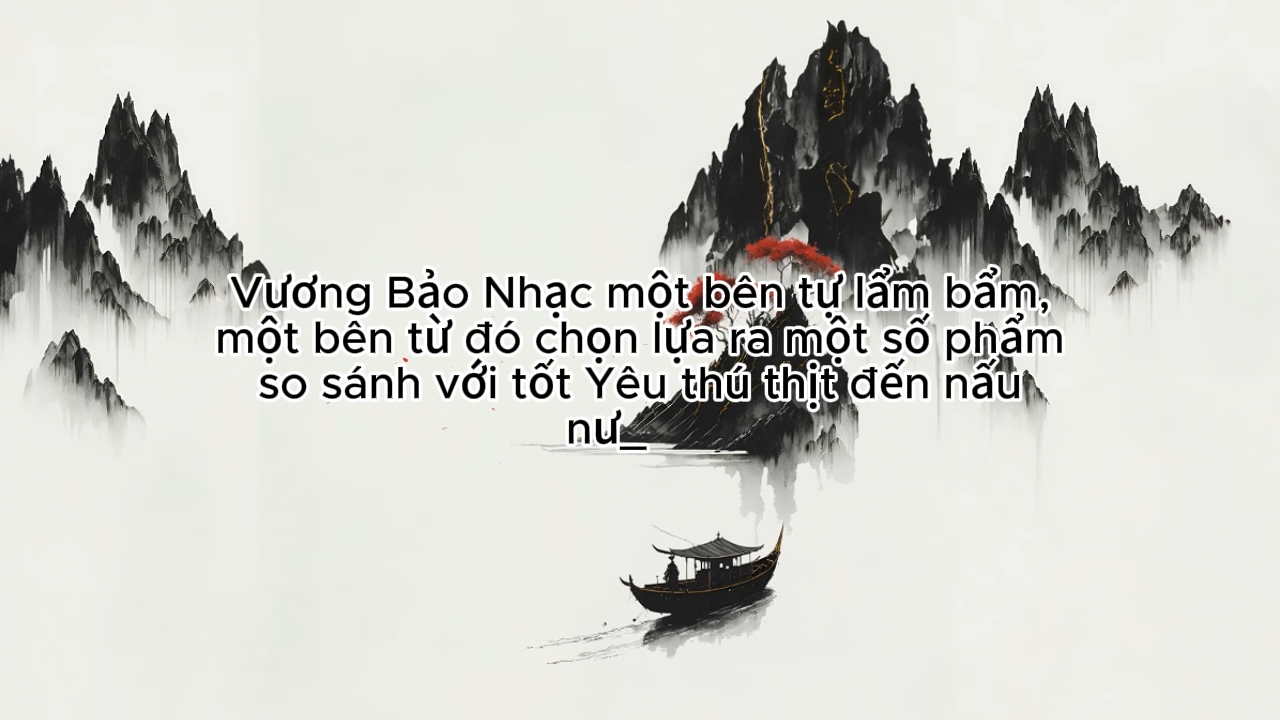 Vương Bảo Nhạc một bên tự lẩm bẩm,
một bên từ đó chọn lựa ra một số phẩm
so sánh với tốt Yêu thú thịt đến nấu
nư_